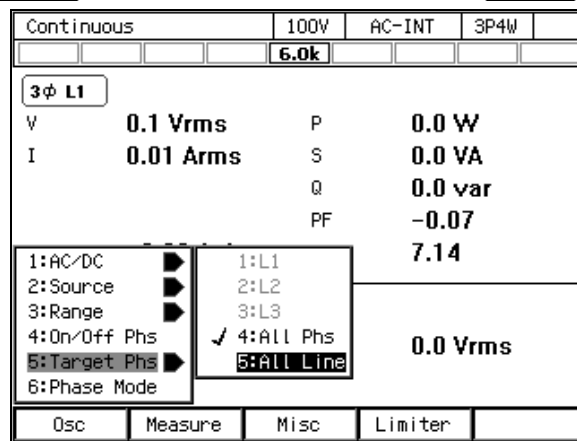 Continuous 100V AC-INT 3P4W
6.0k
3φ L1
V 0.1 Vrms P 0.0 W
I 0.01 Arms S 0.0 VA
Q 0.0 var
PF -0.07
7.14
1:AC/DC 1:L1
2:Source 2:L2
3:Range 3:L3
4:On/Off Phs ✓ 4:All Phs
5:Target Phs 5:All Line
6:Phase Mode
0.0 Vrms
Osc Measure Misc Limiter